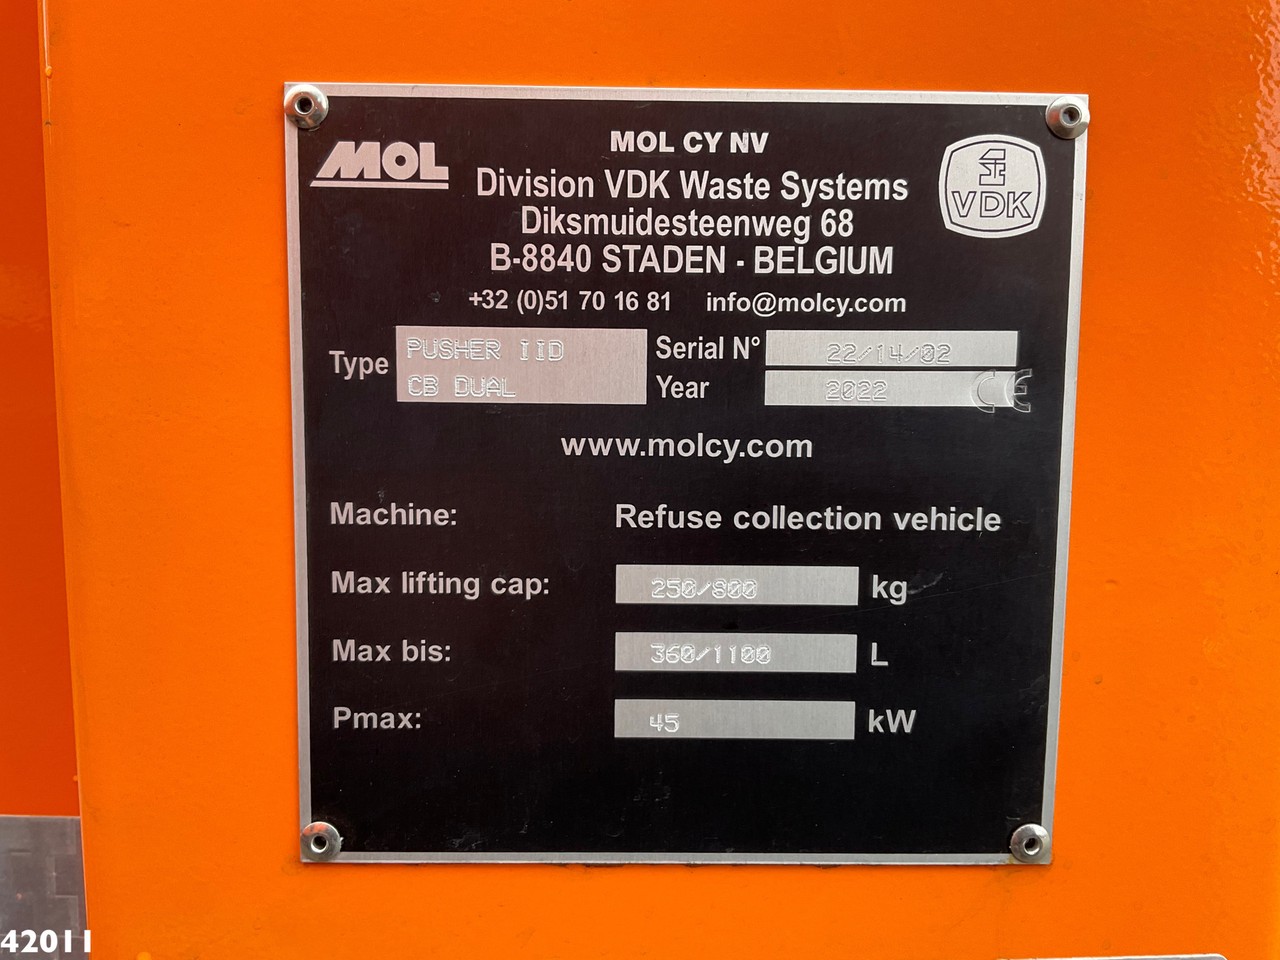 MOL
MOL CY NV
Division VDK Waste Systems
Diksmuidesteenweg 68
B-8840 STADEN - BELGIUM
+32 (0)51 70 16 81 info@molcy.com
VDK
Type PUSHER IID
CB DUAL
Serial N° 22/14/02
Year 2022 CE
www.molcy.com
Machine: Refuse collection vehicle
Max lifting cap: 250/800 kg
Max bis: 360/1100 L
Pmax: 45 kW
42011